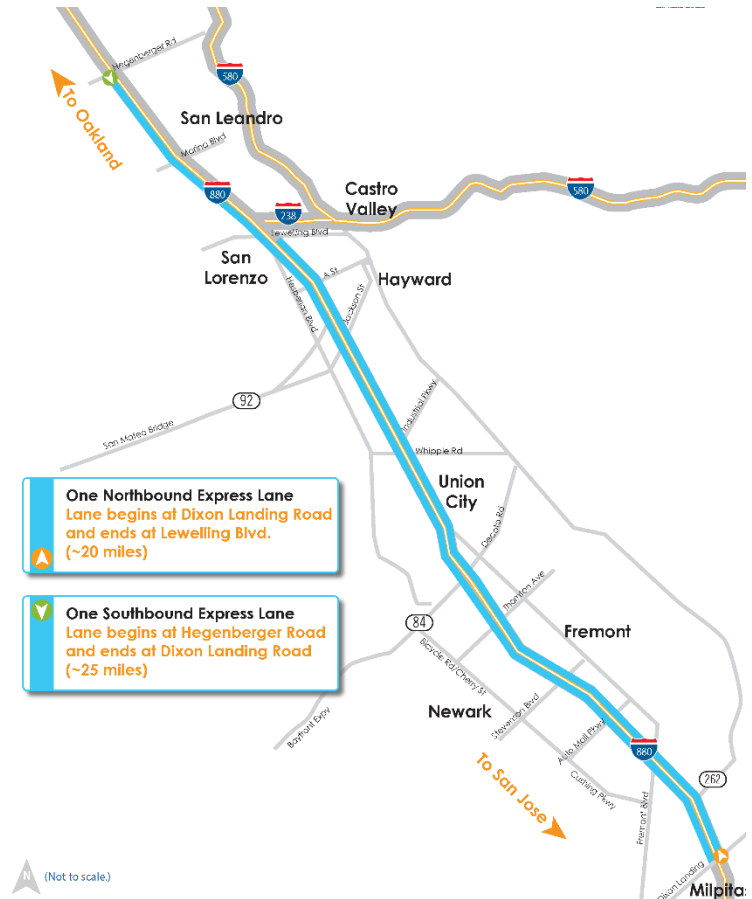 Hegenberger Rd
580
To Oakland
San Leandro
Marina Blvd
880
Castro
Valley
580
238
Lewelling Blvd
San
Lorenzo
A St
Hayward
Hesperian Blvd
Jackson St
92
San Mateo Bridge
Industrial Pkwy
Whipple Rd
Union
City
Decoto Rd
One Northbound Express Lane
Lane begins at Dixon Landing Road
and ends at Lewelling Blvd.
(~20 miles)
One Southbound Express Lane
Lane begins at Hegenberger Road
and ends at Dixon Landing Road
(~25 miles)
Thornton Ave
84
Fremont
Bicycle Rd/Cherry St
Newark
Stevenson Blvd
Bayfront Expy
Auto Mall Pkwy
880
To San Jose
Cushing Pkwy
262
Fremont Blvd
Dixon Landing
Milpitas
N
(Not to scale.)